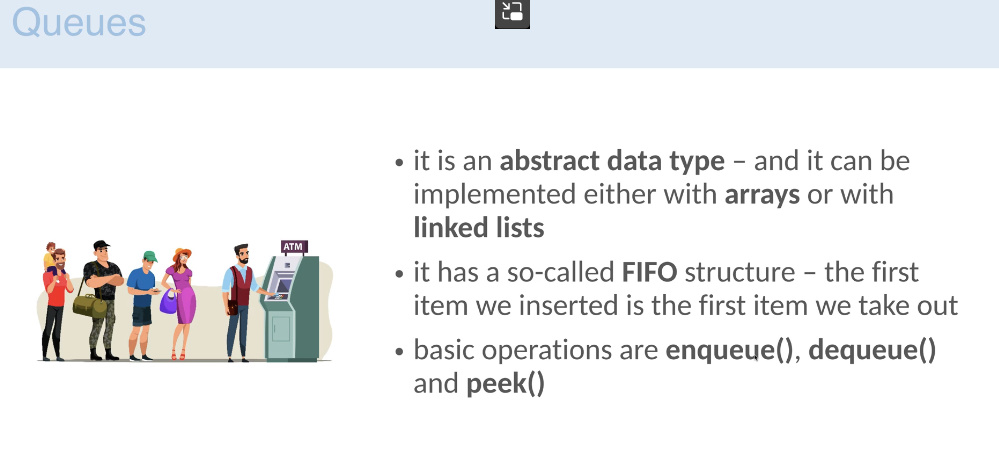 Queues
• it is an abstract data type – and it can be
implemented either with arrays or with
linked lists
ATM
• it has a so-called FIFO structure – the first
item we inserted is the first item we take out
• basic operations are enqueue(), dequeue()
and peek()